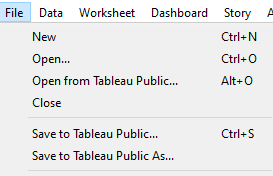 File Data Worksheet Dashboard Story
New Ctrl+N
Open... Ctrl+O
Open from Tableau Public... Alt+O
Close
Save to Tableau Public... Ctrl+S
Save to Tableau Public As...